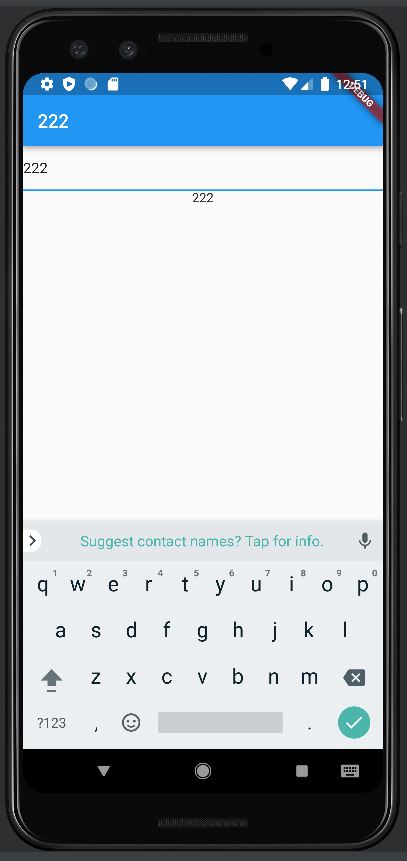 12:51
DEBUG
222
222
222
Suggest contact names? Tap for info.
1 2 3 4 5 6 7 8 9 0
q w e r t y u i o p
a s d f g h j k l
z x c v b n m
?123 , .